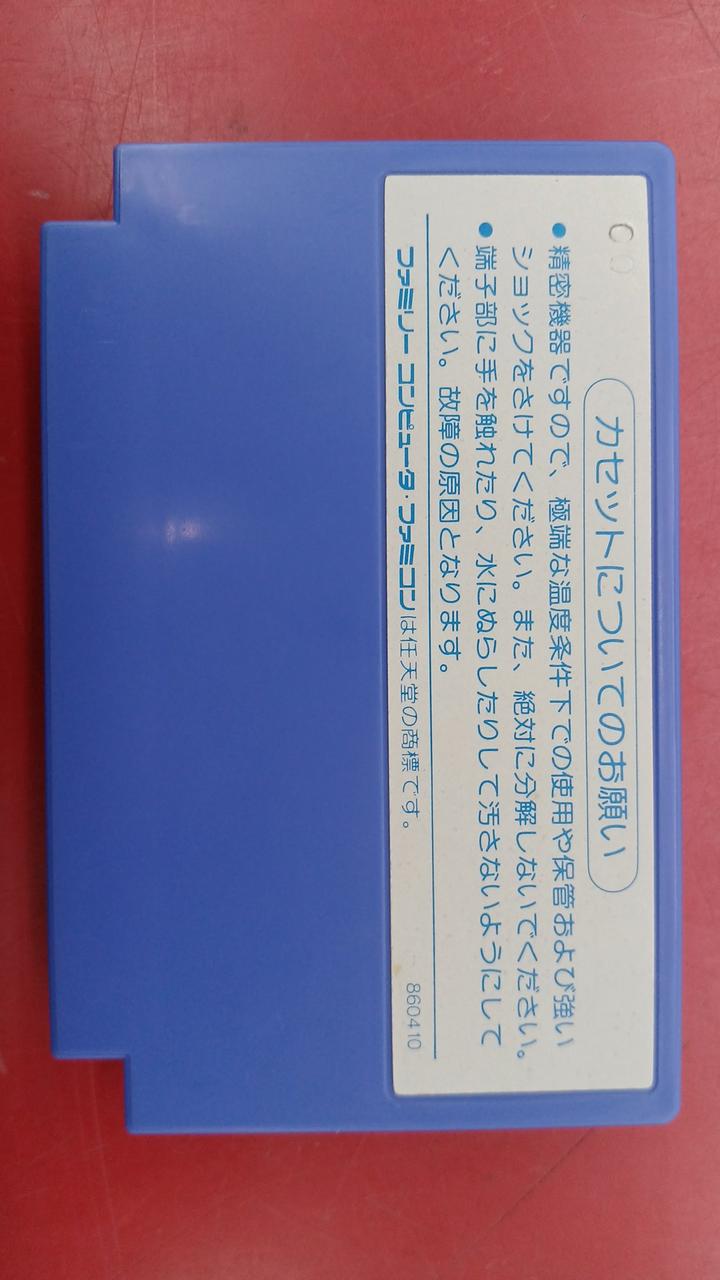 カセットについてのお願い
●精密機器ですので、極端な温度条件下での使用や保管および強い
ショックをさけてください。また、絶対に分解しないでください。
●端子部に手を触れたり、水にぬらしたりして汚さないようにして
ください。故障の原因となります。
ファミリー コンピュータ・ファミコンは任天堂の商標です。
860410